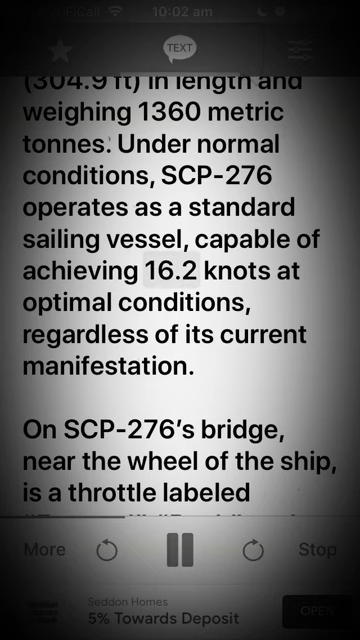 WiFiCall 10:02 am
TEXT
(304.9 ft) in length and
weighing 1360 metric
tonnes. Under normal
conditions, SCP-276
operates as a standard
sailing vessel, capable of
achieving 16.2 knots at
optimal conditions,
regardless of its current
manifestation.
On SCP-276’s bridge,
near the wheel of the ship,
is a throttle labeled
More
Stop
Seddon Homes
5% Towards Deposit
OPEN